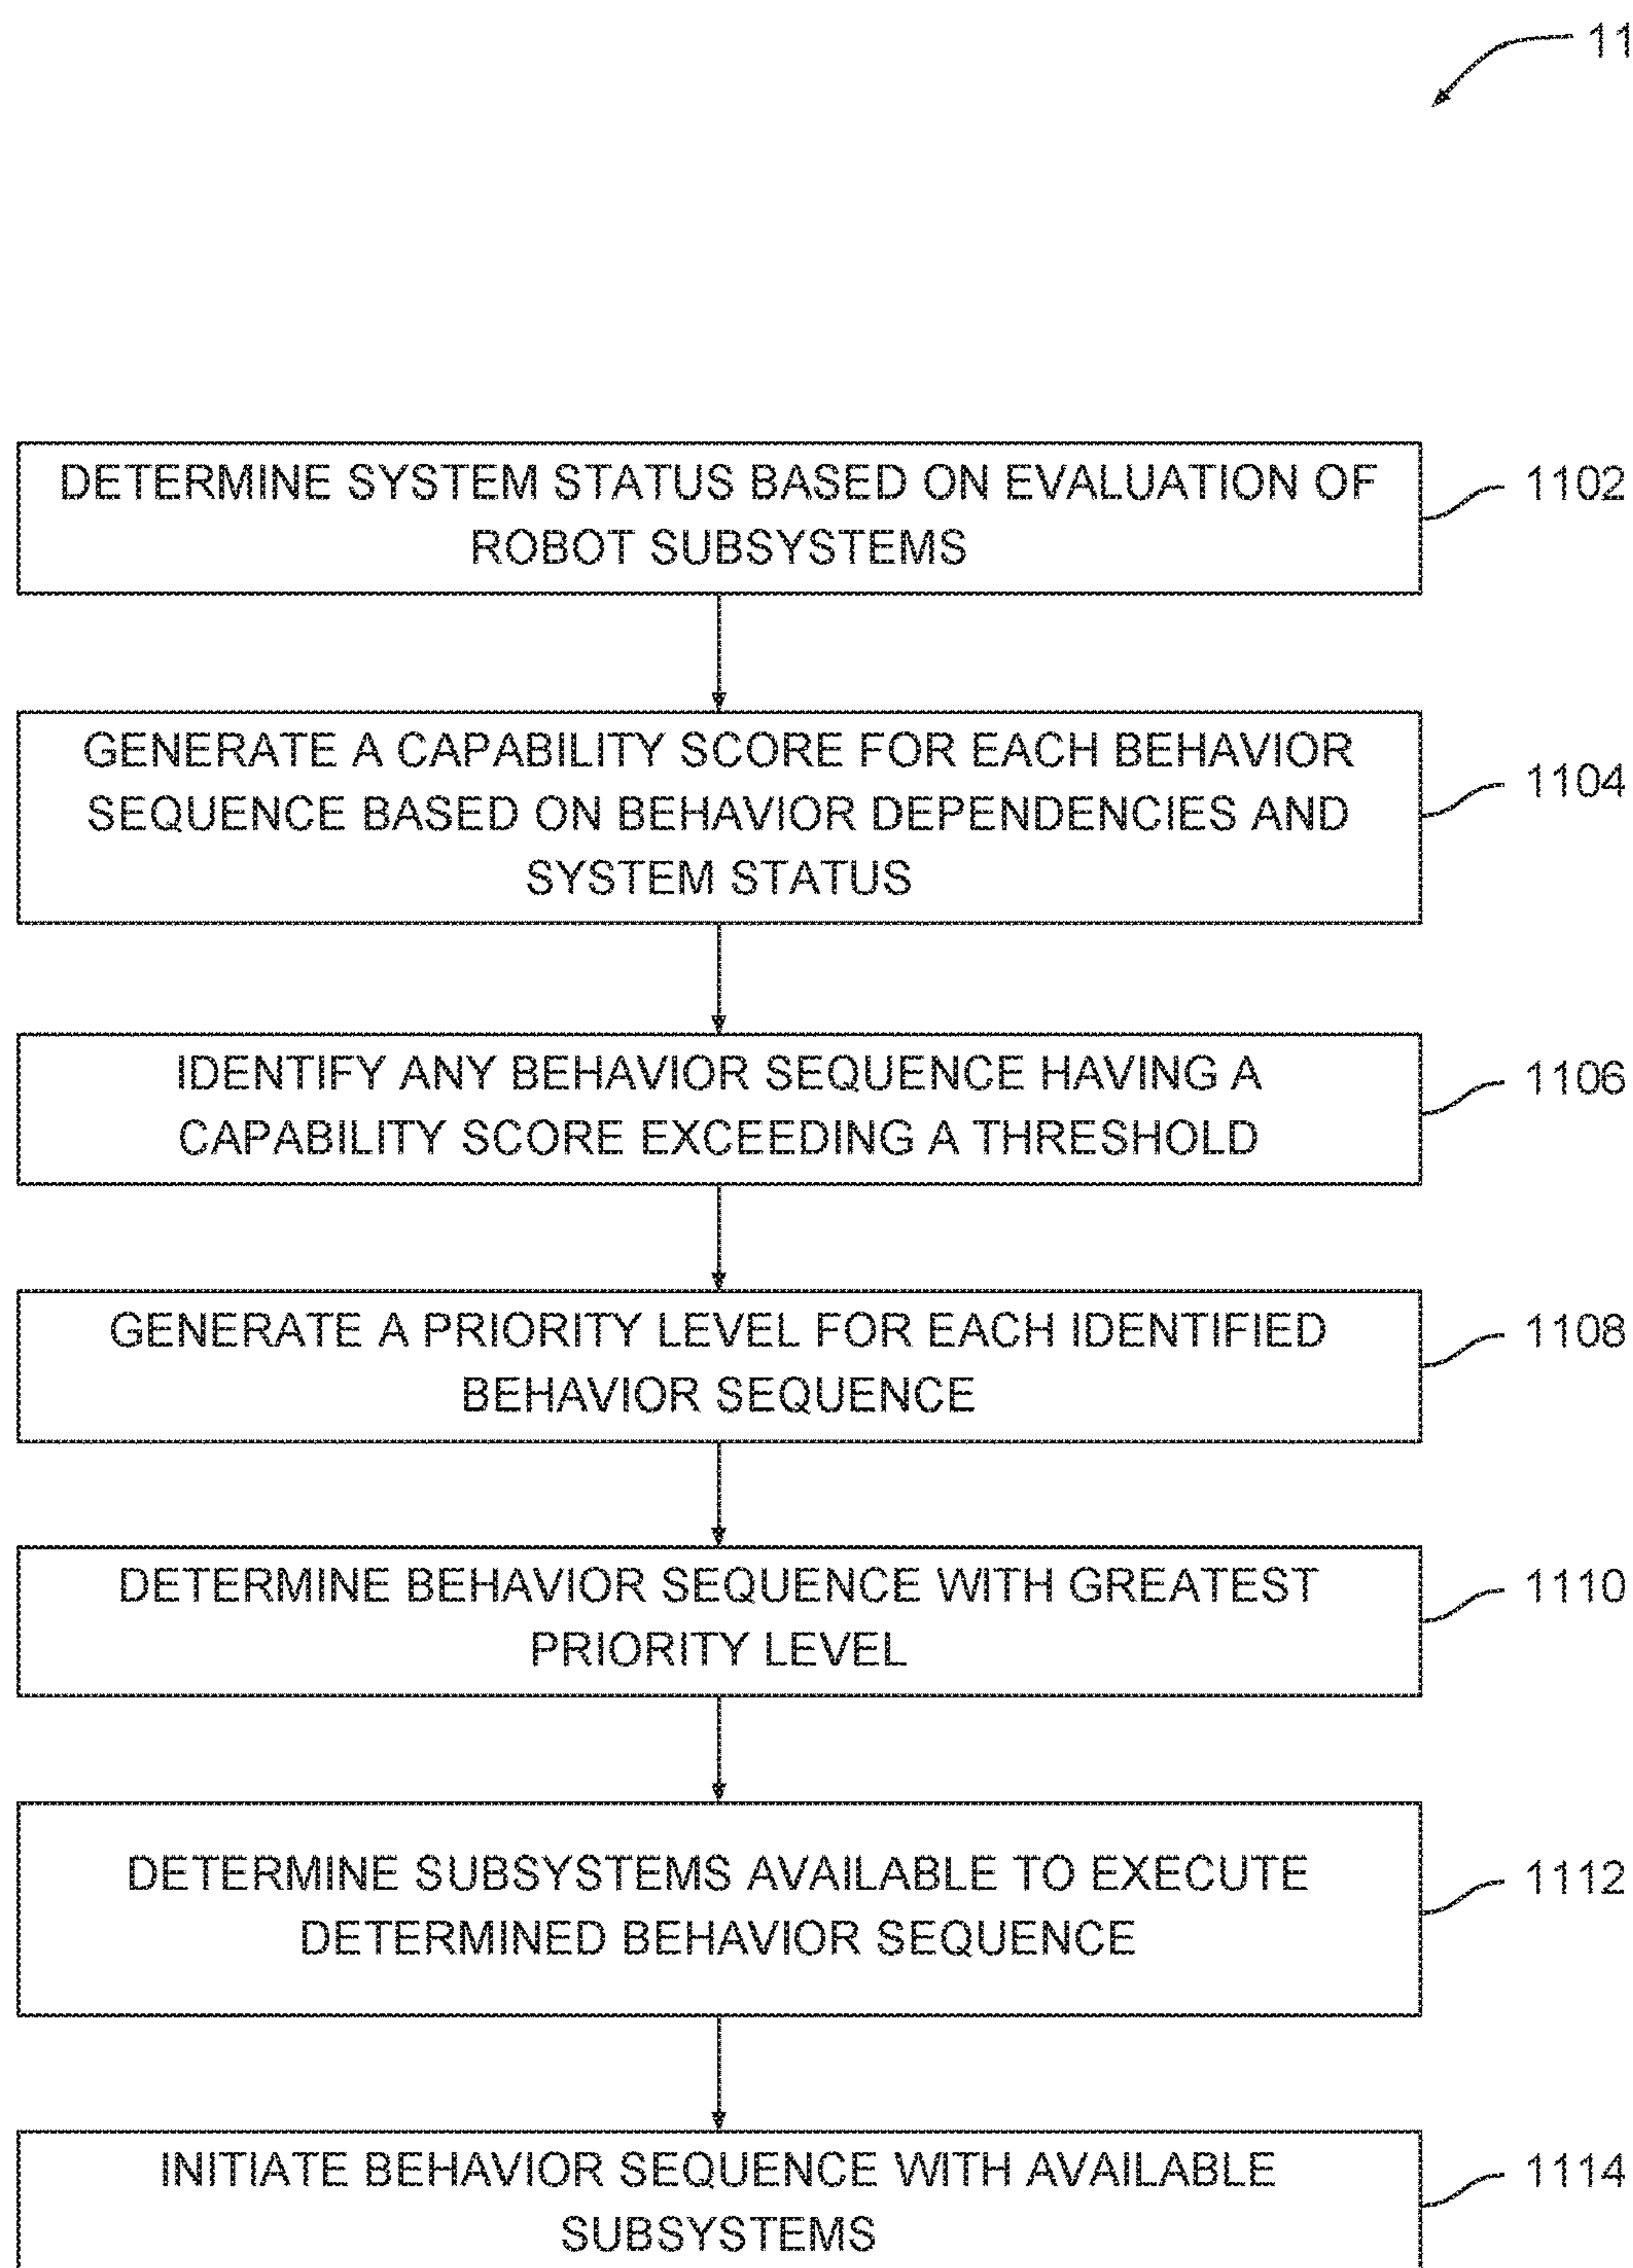 11
DETERMINE SYSTEM STATUS BASED ON EVALUATION OF
ROBOT SUBSYSTEMS
1102
GENERATE A CAPABILITY SCORE FOR EACH BEHAVIOR
SEQUENCE BASED ON BEHAVIOR DEPENDENCIES AND
SYSTEM STATUS
1104
IDENTIFY ANY BEHAVIOR SEQUENCE HAVING A
CAPABILITY SCORE EXCEEDING A THRESHOLD
1106
GENERATE A PRIORITY LEVEL FOR EACH IDENTIFIED
BEHAVIOR SEQUENCE
1108
DETERMINE BEHAVIOR SEQUENCE WITH GREATEST
PRIORITY LEVEL
1110
DETERMINE SUBSYSTEMS AVAILABLE TO EXECUTE
DETERMINED BEHAVIOR SEQUENCE
1112
INITIATE BEHAVIOR SEQUENCE WITH AVAILABLE
SUBSYSTEMS
1114